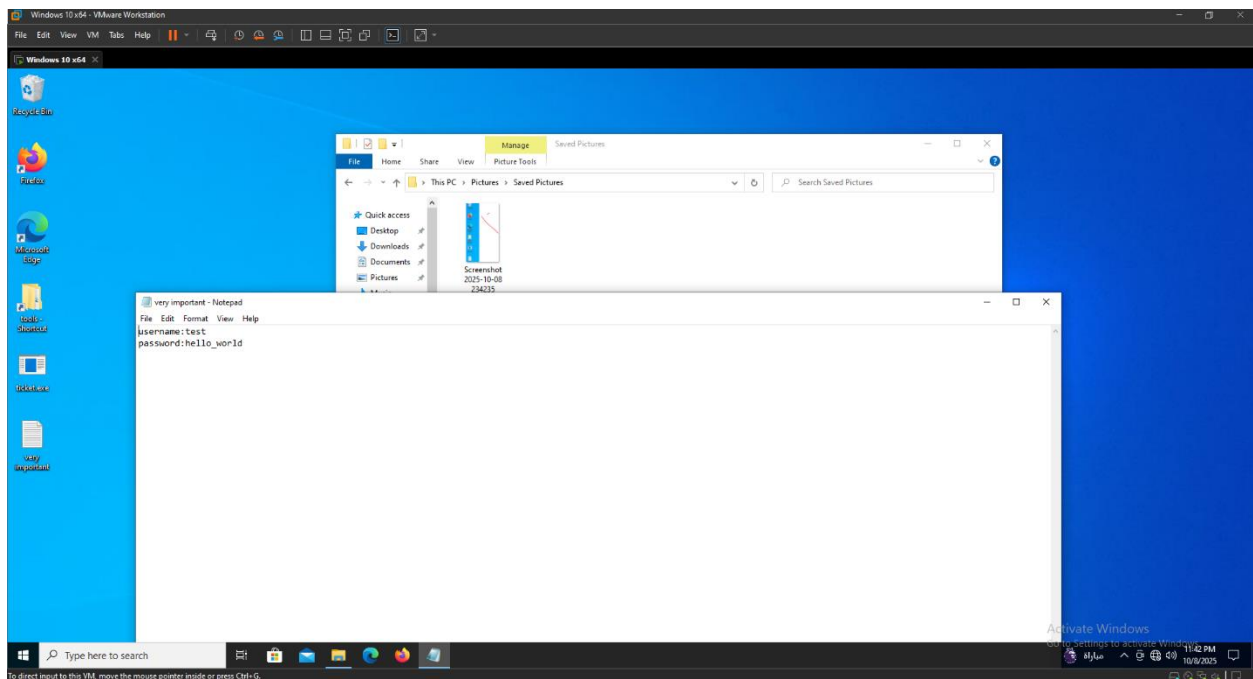 Windows 10 x64 - VMware Workstation
File Edit View VM Tabs Help
Windows 10 x64
Recycle Bin
Firefox
Microsoft
Edge
tools -
Shortcut
ticket.exe
very
important
Manage Saved Pictures
File Home Share View Picture Tools
This PC > Pictures > Saved Pictures
Search Saved Pictures
Quick access
Desktop
Downloads
Documents
Pictures
Screenshot
2025-10-08
234235
very important - Notepad
File Edit Format View Help
username:test
password:hello_world
Activate Windows
Go to Settings to activate Windows.
Type here to search
مباراة
11:42 PM
10/8/2025
To direct input to this VM, move the mouse pointer inside or press Ctrl+G.